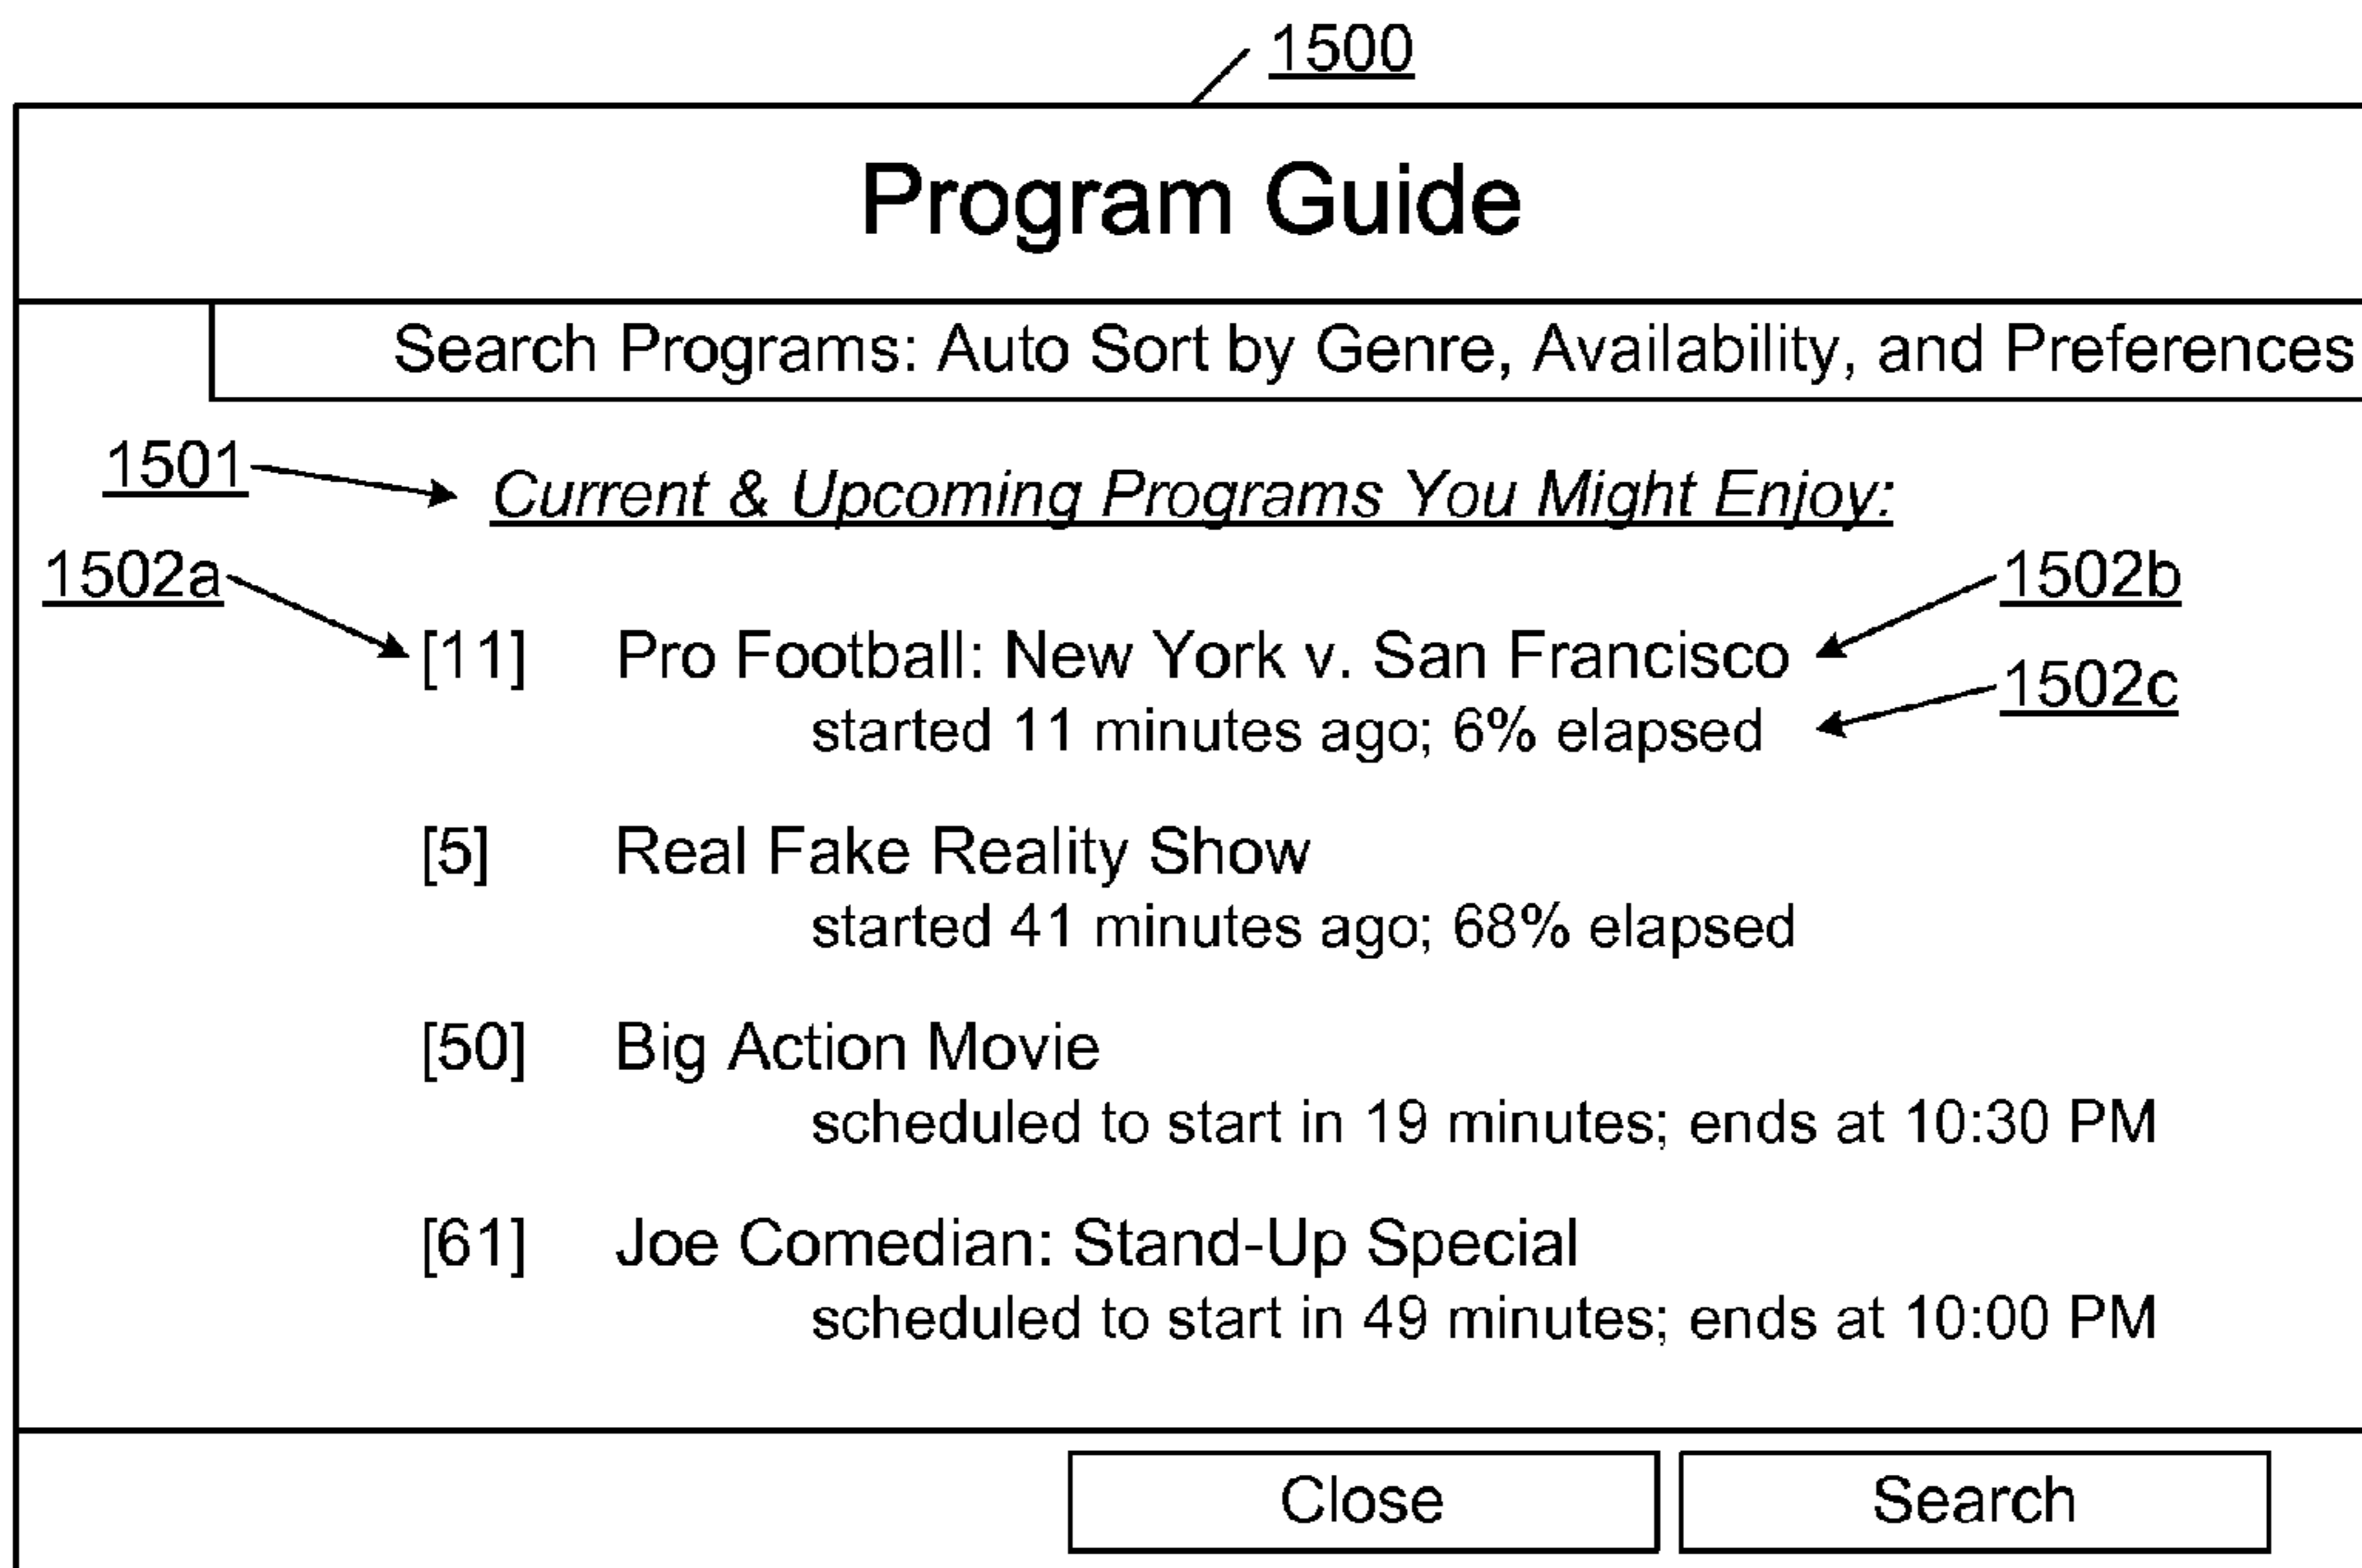 1500
Program Guide
Search Programs: Auto Sort by Genre, Availability, and Preferences
1501 Current & Upcoming Programs You Might Enjoy:
1502a 1502b
[11] Pro Football: New York v. San Francisco
1502c
started 11 minutes ago; 6% elapsed
[5] Real Fake Reality Show
started 41 minutes ago; 68% elapsed
[50] Big Action Movie
scheduled to start in 19 minutes; ends at 10:30 PM
[61] Joe Comedian: Stand-Up Special
scheduled to start in 49 minutes; ends at 10:00 PM
Close Search